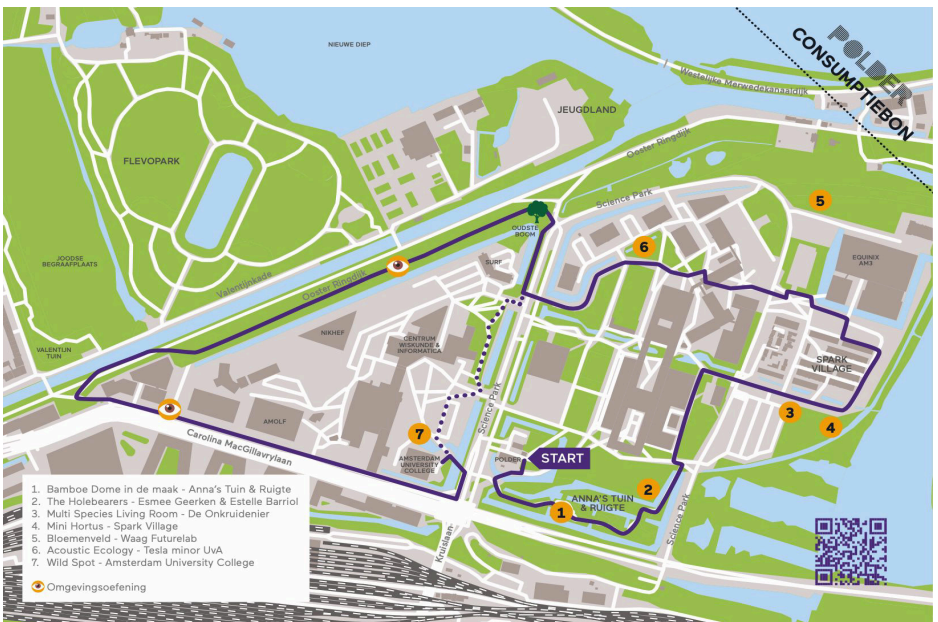 NIEUWE DIEP
POLDER
CONSUMPTIEBON
Westelijke Merwedekanaaldijk
JEUGDLAND
FLEVOPARK
Ooster Ringdijk
Science Park
5
OUDSTE
BOOM
6
JOODSE
BEGRAAFPLAATS
SURF
EQUINIX
AM3
Valentijnkade
Ooster Ringdijk
NIKHEF
CENTRUM
WISKUNDE &
INFORMATICA
VALENTIJN
TUIN
SPARK
VILLAGE
Science Park
3
4
AMOLF
7
Carolina MacGillavrylaan
AMSTERDAM
UNIVERSITY
COLLEGE
POLDER
START
2
ANNA'S TUIN
& RUIGTE
1
Science Park
Kruislaan
1. Bamboe Dome in de maak - Anna's Tuin & Ruigte
2. The Holebearers - Esmee Geerken & Estelle Barriol
3. Multi Species Living Room - De Onkruidenier
4. Mini Hortus - Spark Village
5. Bloemenveld - Waag Futurelab
6. Acoustic Ecology - Tesla minor UvA
7. Wild Spot - Amsterdam University College
Omgevingsoefening